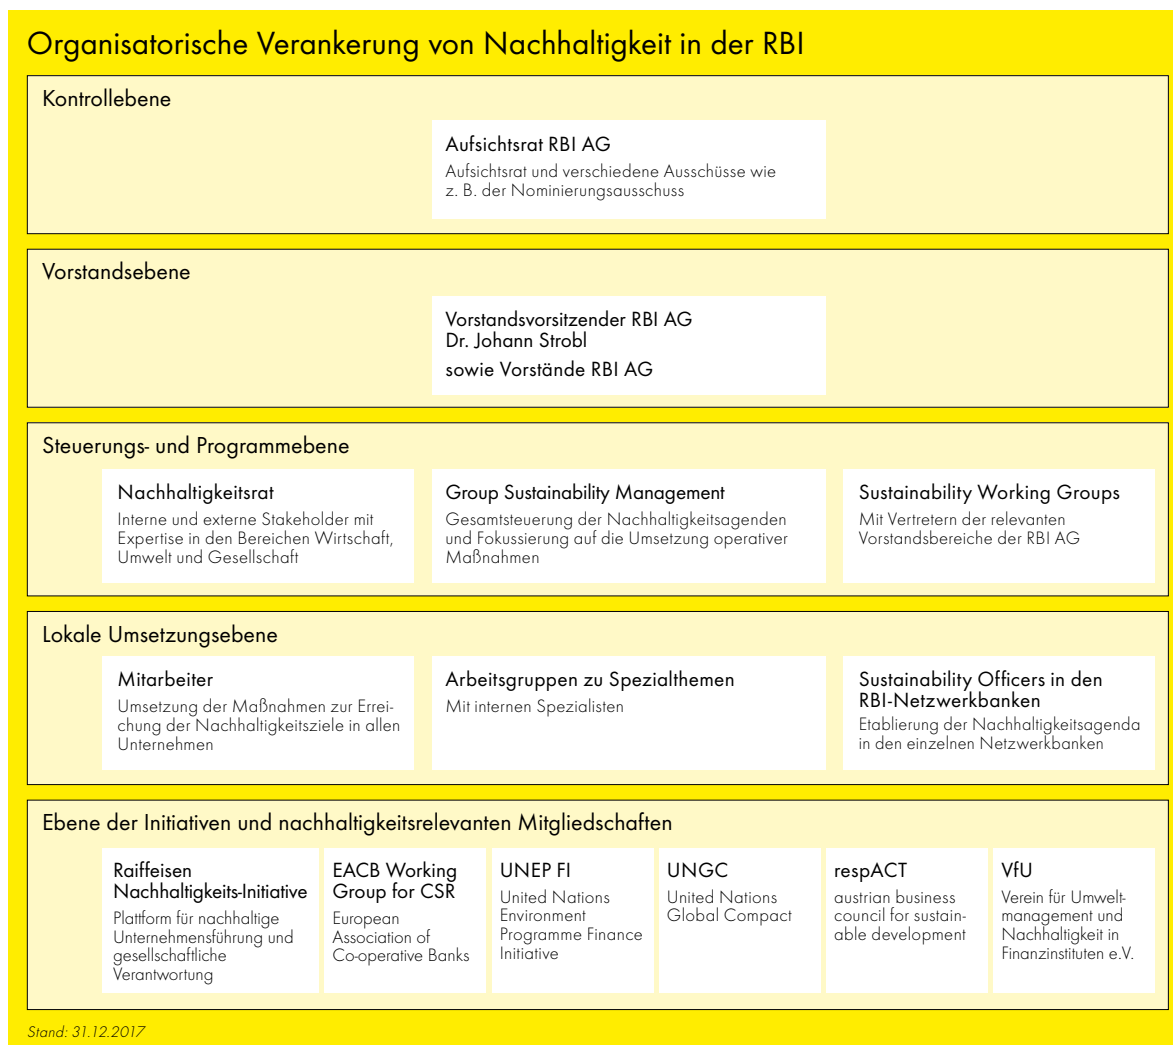 Organisatorische Verankerung von Nachhaltigkeit in der RBI
Kontrollebene
Aufsichtsrat RBI AG
Aufsichtsrat und verschiedene Ausschüsse wie
z. B. der Nominierungsausschuss
Vorstandsebene
Vorstandsvorsitzender RBI AG
Dr. Johann Strobl
sowie Vorstände RBI AG
Steuerungs- und Programmebene
Nachhaltigkeitsrat
Interne und externe Stakeholder mit
Expertise in den Bereichen Wirtschaft,
Umwelt und Gesellschaft
Group Sustainability Management
Gesamtsteuerung der Nachhaltigkeitsagenden
und Fokussierung auf die Umsetzung operativer
Maßnahmen
Sustainability Working Groups
Mit Vertretern der relevanten
Vorstandsbereiche der RBI AG
Lokale Umsetzungsebene
Mitarbeiter
Umsetzung der Maßnahmen zur Errei-
chung der Nachhaltigkeitsziele in allen
Unternehmen
Arbeitsgruppen zu Spezialthemen
Mit internen Spezialisten
Sustainability Officers in den
RBI-Netzwerkbanken
Etablierung der Nachhaltigkeitsagenda
in den einzelnen Netzwerkbanken
Ebene der Initiativen und nachhaltigkeitsrelevanten Mitgliedschaften
Raiffeisen
Nachhaltigkeits-Initiative
Plattform für nachhaltige
Unternehmensführung und
gesellschaftliche
Verantwortung
EACB Working
Group for CSR
European
Association of
Co-operative Banks
UNEP FI
United Nations
Environment
Programme Finance
Initiative
UNGC
United Nations
Global Compact
respACT
austrian business
council for sustain-
able development
VfU
Verein für Umwelt-
management und
Nachhaltigkeit in
Finanzinstituten e.V.
Stand: 31.12.2017